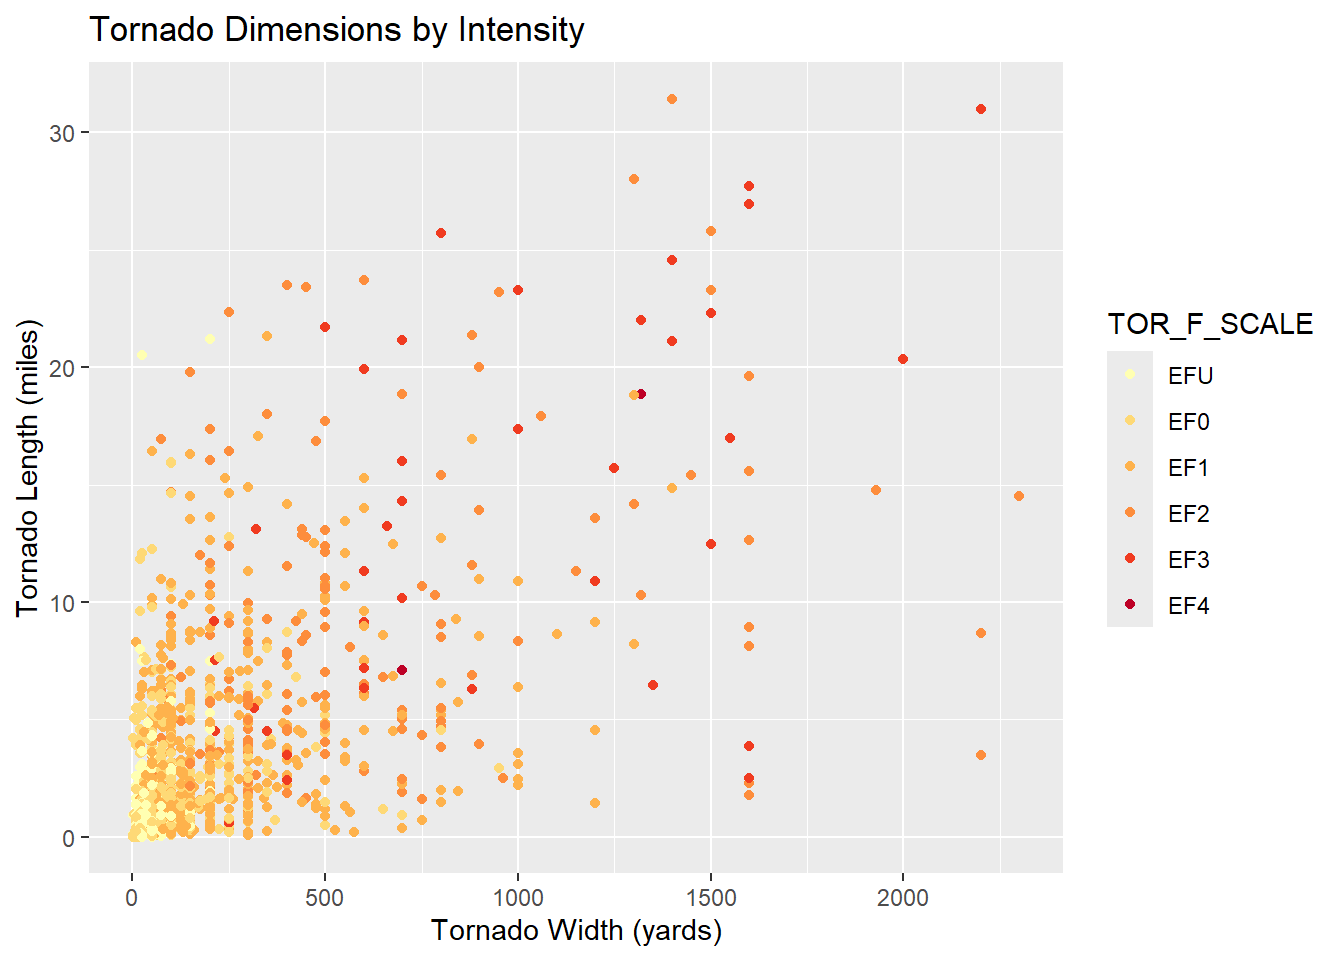 Tornado Dimensions by Intensity
30
20
10
0
Tornado Length (miles)
0 500 1000 1500 2000
Tornado Width (yards)
TOR_F_SCALE
EFU
EF0
EF1
EF2
EF3
EF4